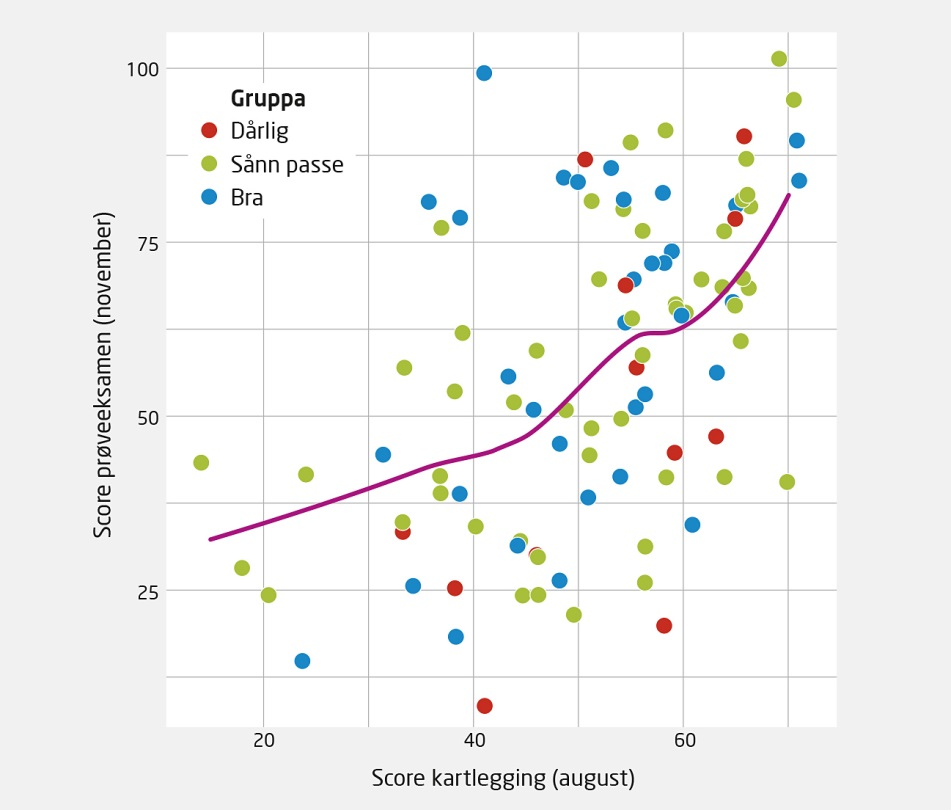 100
75
50
25
Gruppa
Dårlig
Sånn passe
Bra
Score prøveeksamen (november)
20
40
60
Score kartlegging (august)